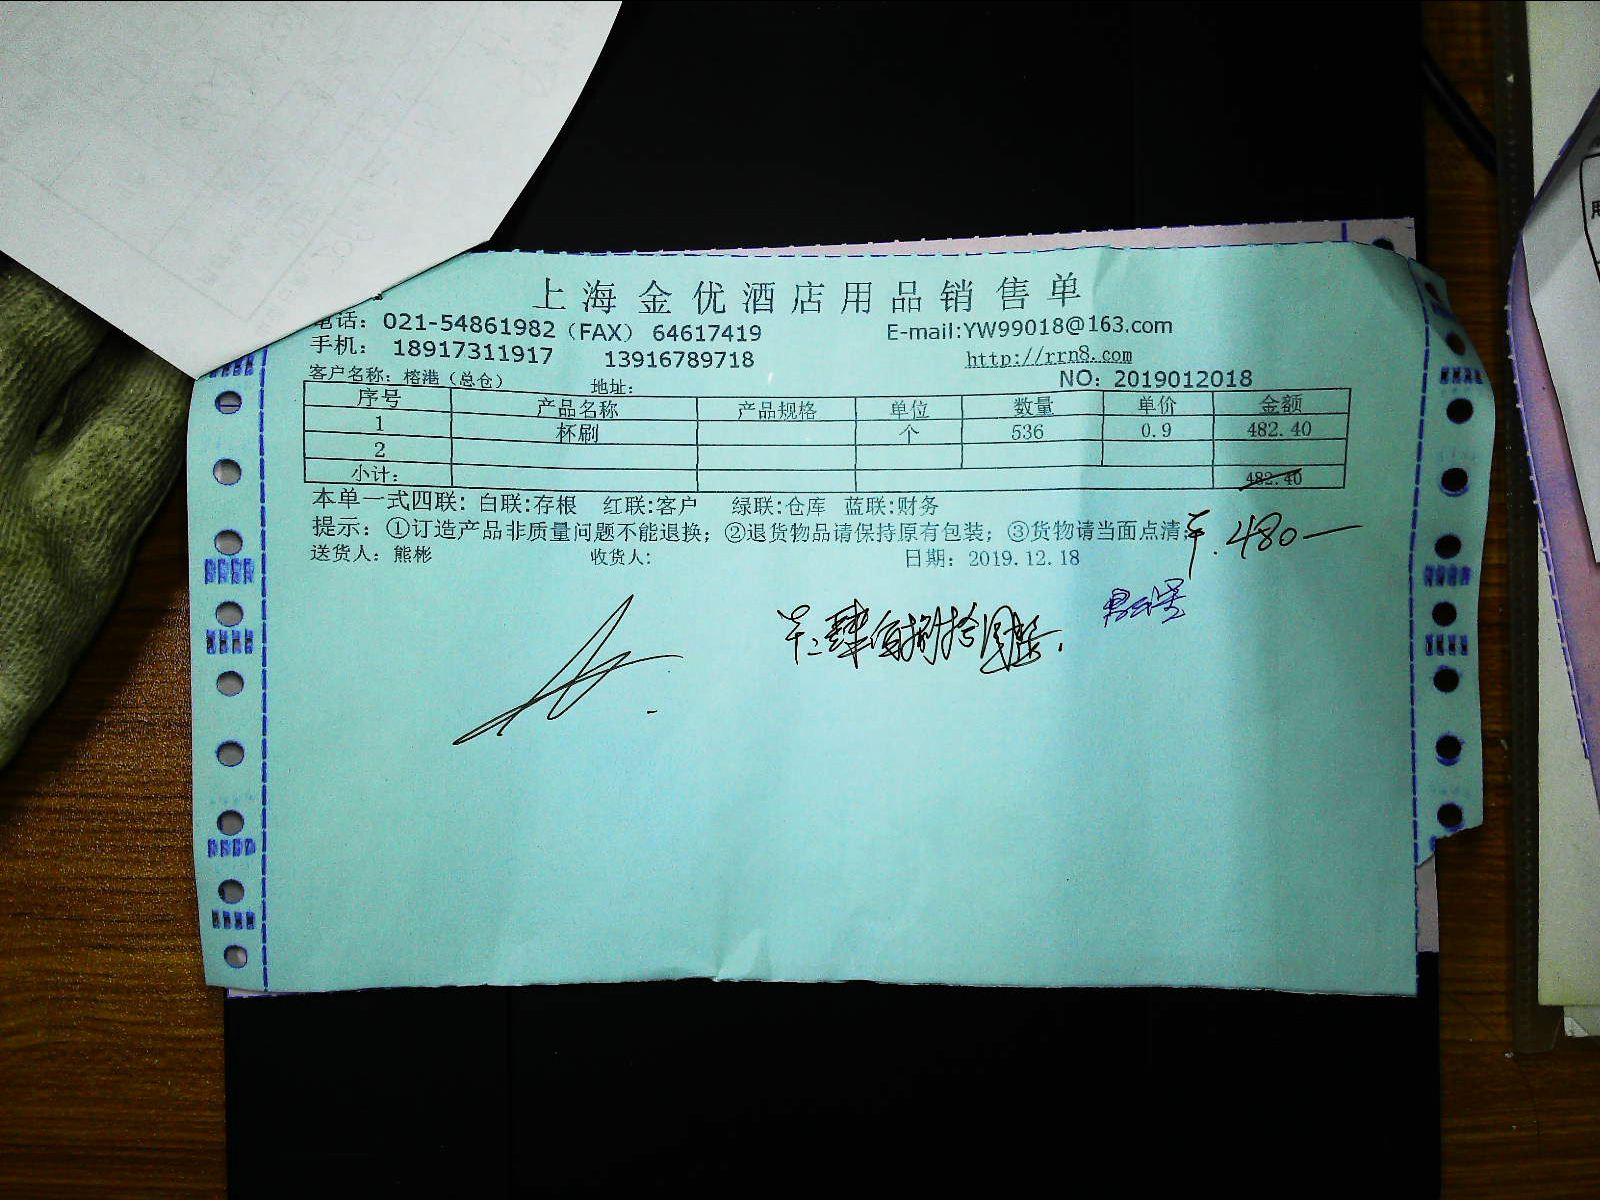 上海金优酒店用品销售单
电话：021-54861982（FAX） 64617419 E-mail:YW99018@163.com
手机： 18917311917 13916789718 http://rrn8.com
客户名称：榕港（总仓） 地址： NO：2019012018
序号 产品名称 产品规格 单位 数量 单价 金额
1 杯刷 个 536 0.9 482.40
2
小计： 482.40
本单一式四联: 白联:存根 红联:客户 绿联:仓库 蓝联:财务
提示：①订造产品非质量问题不能退换；②退货物品请保持原有包装；③货物请当面点清；
¥.480—
送货人：熊彬 收货人： 日期：2019.12.18
肆佰捌拾元整